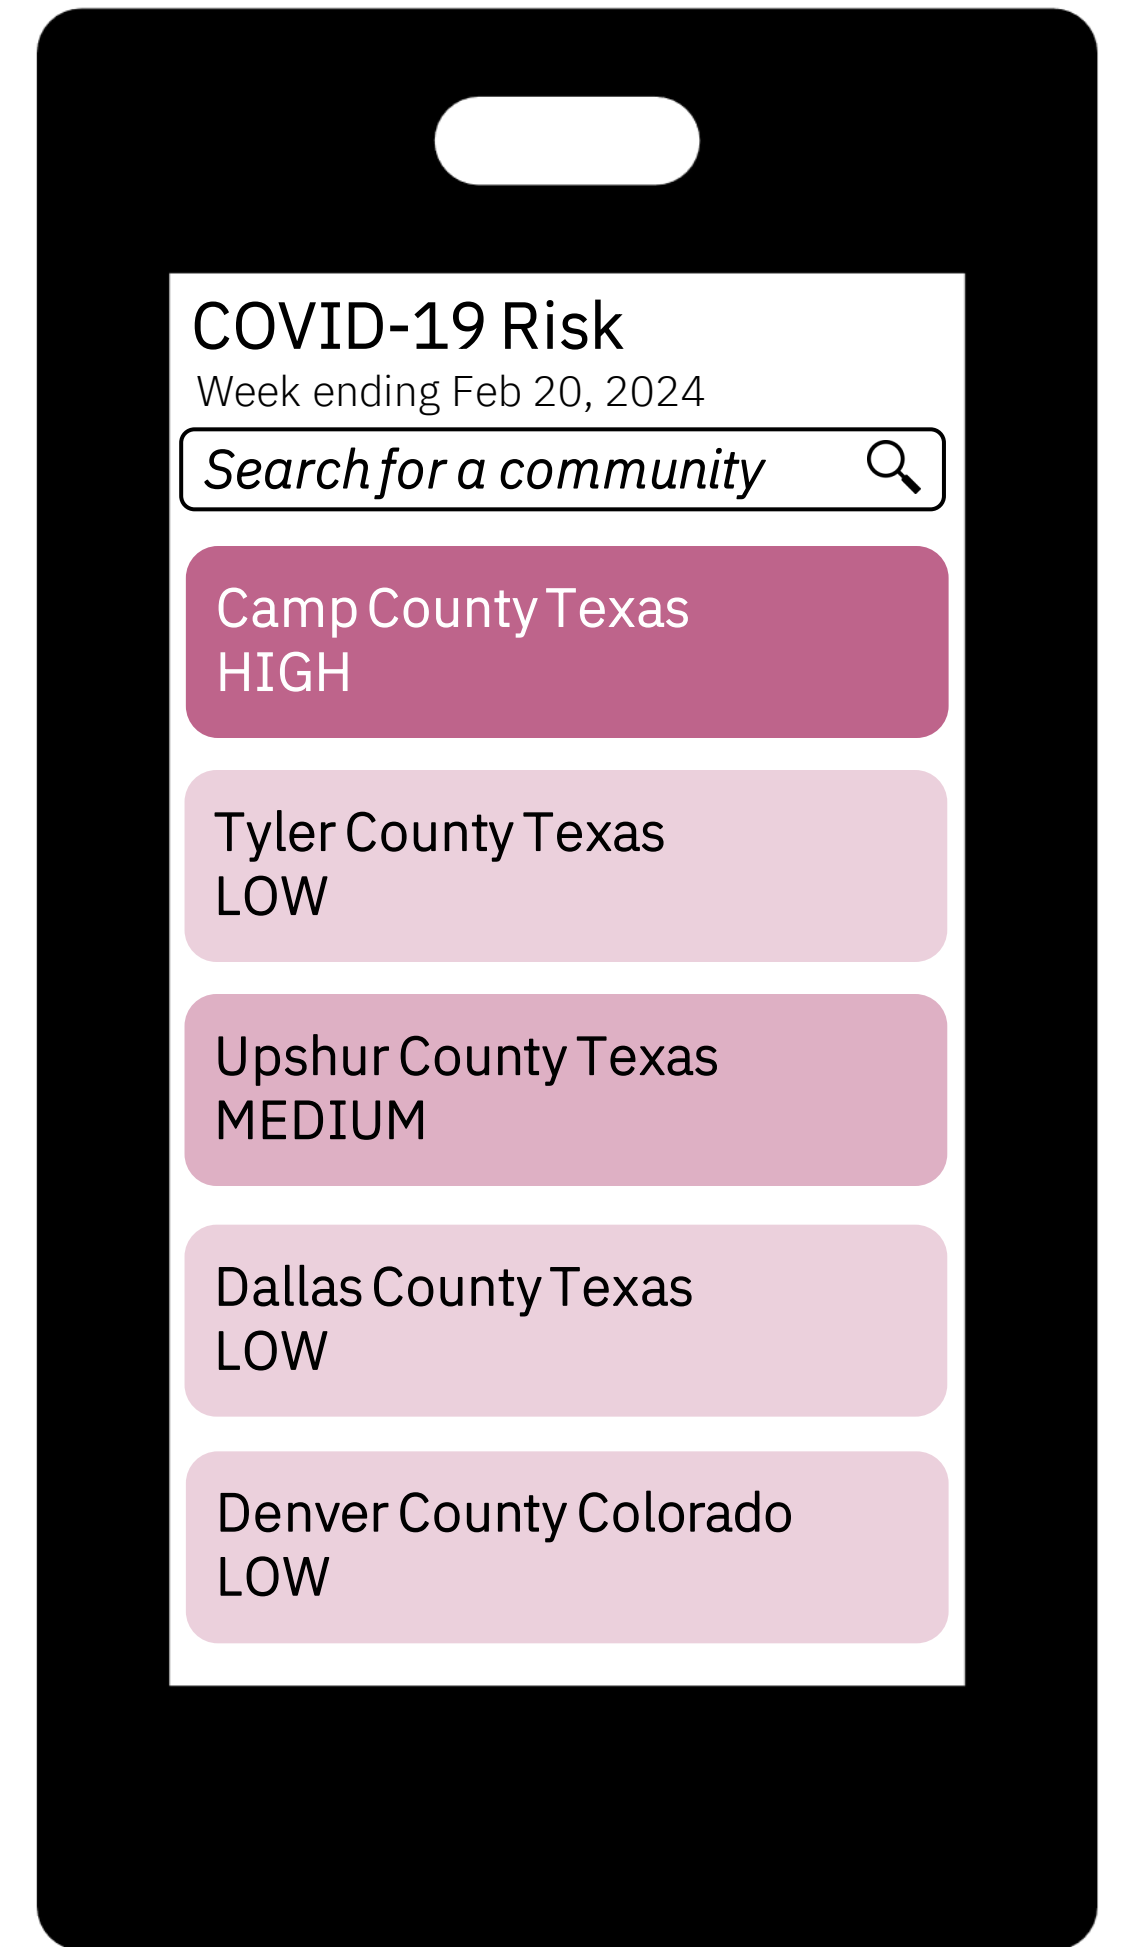 COVID-19 Risk
Week ending Feb 20, 2024
Search for a community
Camp County Texas
HIGH
Tyler County Texas
LOW
Upshur County Texas
MEDIUM
Dallas County Texas
LOW
Denver County Colorado
LOW